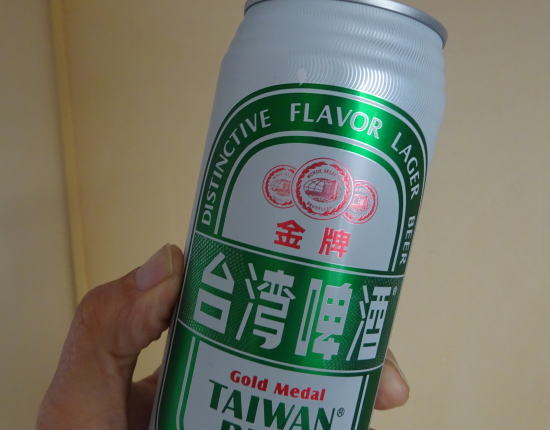 DISTINCTIVE FLAVOR LAGER BEER
金牌
台湾啤酒®
Gold Medal
TAIWAN®